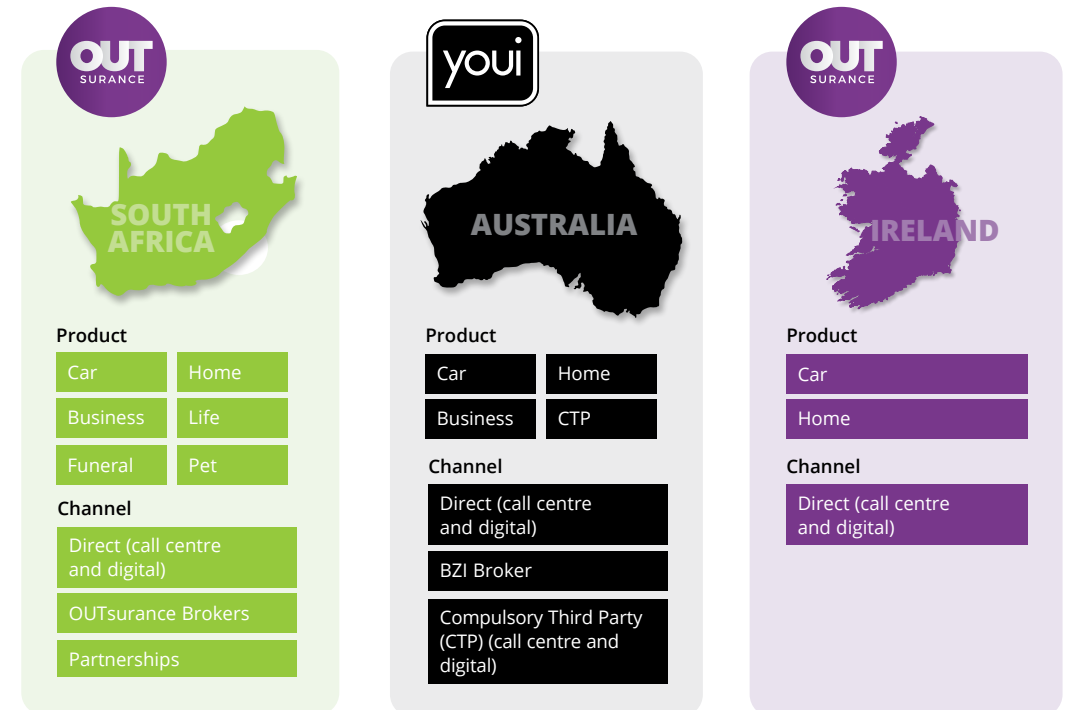 OUT
SURANCE
SOUTH
AFRICA
Product
Car
Home
Business
Life
Funeral
Pet
Channel
Direct (call centre
and digital)
OUTsurance Brokers
Partnerships
youi
AUSTRALIA
Product
Car
Home
Business
CTP
Channel
Direct (call centre
and digital)
BZI Broker
Compulsory Third Party
(CTP) (call centre and
digital)
OUT
SURANCE
IRELAND
Product
Car
Home
Channel
Direct (call centre
and digital)